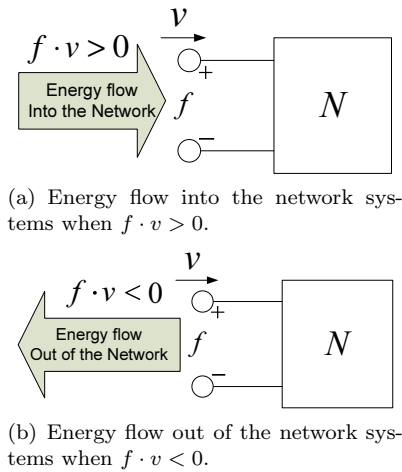 v
f · v > 0
+
Energy flow
Into the Network
f
N
−
(a) Energy flow into the network sys-
tems when f · v > 0.
v
f · v < 0
+
Energy flow
Out of the Network
f
N
−
(b) Energy flow out of the network sys-
tems when f · v < 0.